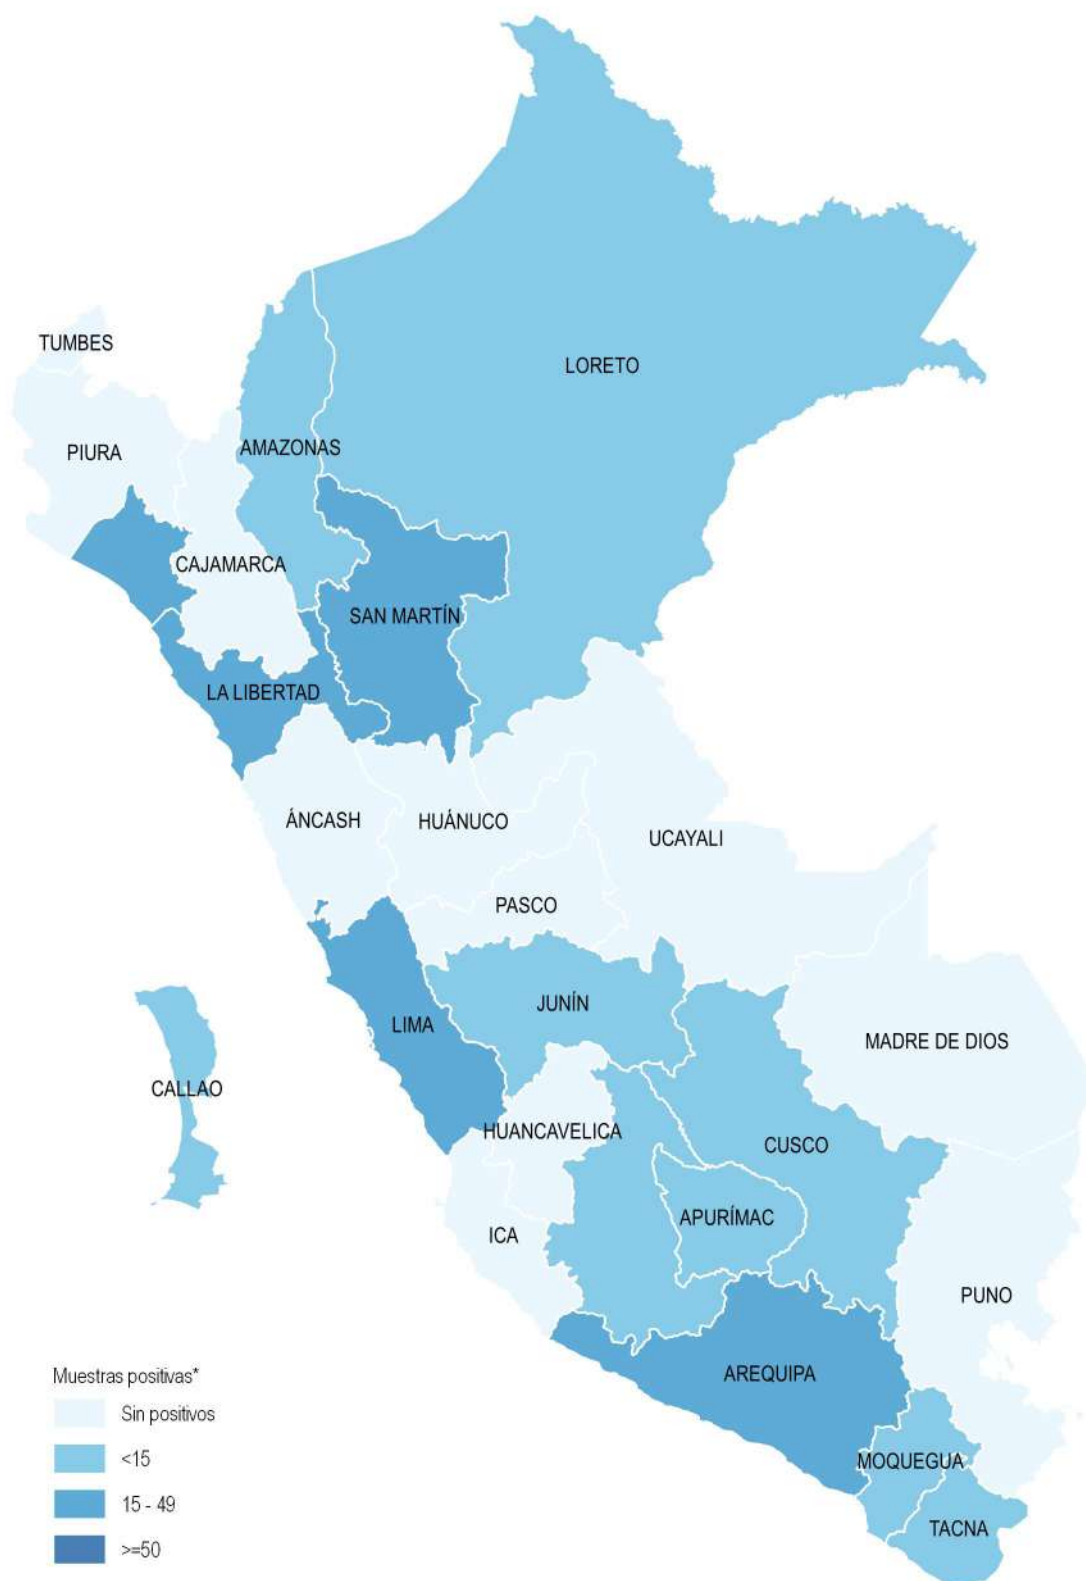 TUMBES
LORETO
PIURA
AMAZONAS
CAJAMARCA
SAN MARTÍN
LA LIBERTAD
ÁNCASH
HUÁNUCO
UCAYALI
PASCO
JUNÍN
LIMA
MADRE DE DIOS
CALLAO
HUANCAVELICA
CUSCO
APURÍMAC
ICA
PUNO
AREQUIPA
MOQUEGUA
TACNA
Muestras positivas*
Sin positivos
<15
15 - 49
>=50